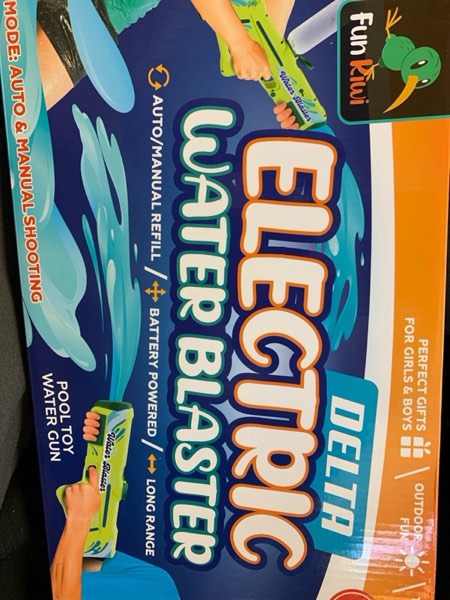 Fun
Kiwi
PERFECT GIFTS
FOR GIRLS & BOYS
OUTDOOR
FUN
DELTA
ELECTRIC
WATER BLASTER
AUTO/MANUAL REFILL / BATTERY POWERED / LONG RANGE
Water Blaster
POOL TOY
WATER GUN
Water Blaster
MODE: AUTO & MANUAL SHOOTING